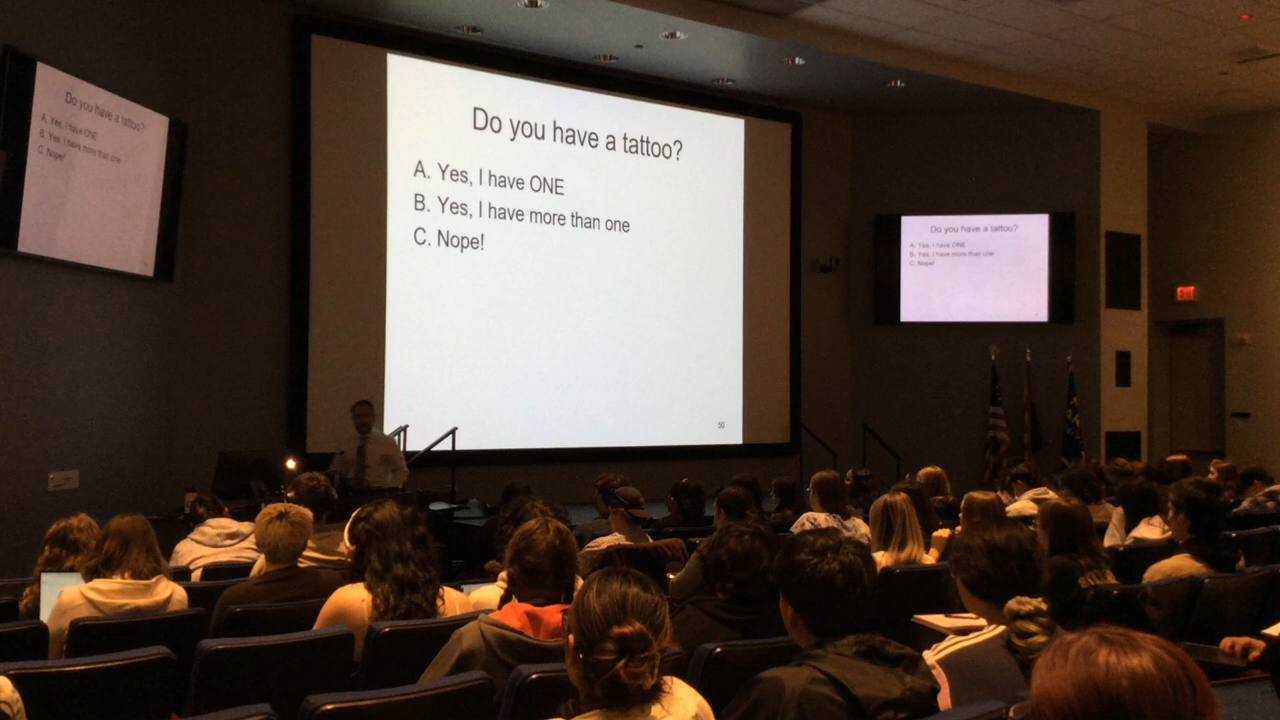 Do you have a tattoo?
A. Yes, I have ONE
B. Yes, I have more than one
C. Nope!
50
Do you have a tattoo?
A. Yes, I have ONE
B. Yes, I have more than one
C. Nope!
Do you have a tattoo?
A. Yes, I have ONE
B. Yes, I have more than one
C. Nope!
EXIT